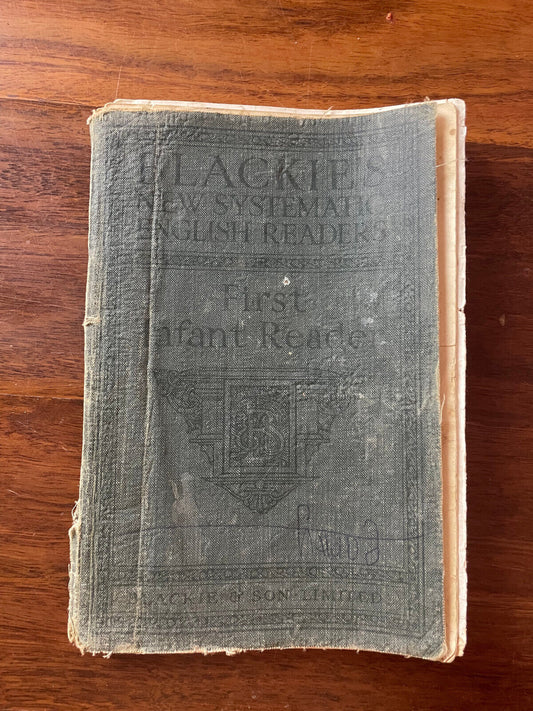 BLACKIE'S
NEW SYSTEMATIC
ENGLISH READERS
First
Infant Reader
BLACKIE & SON LIMITED